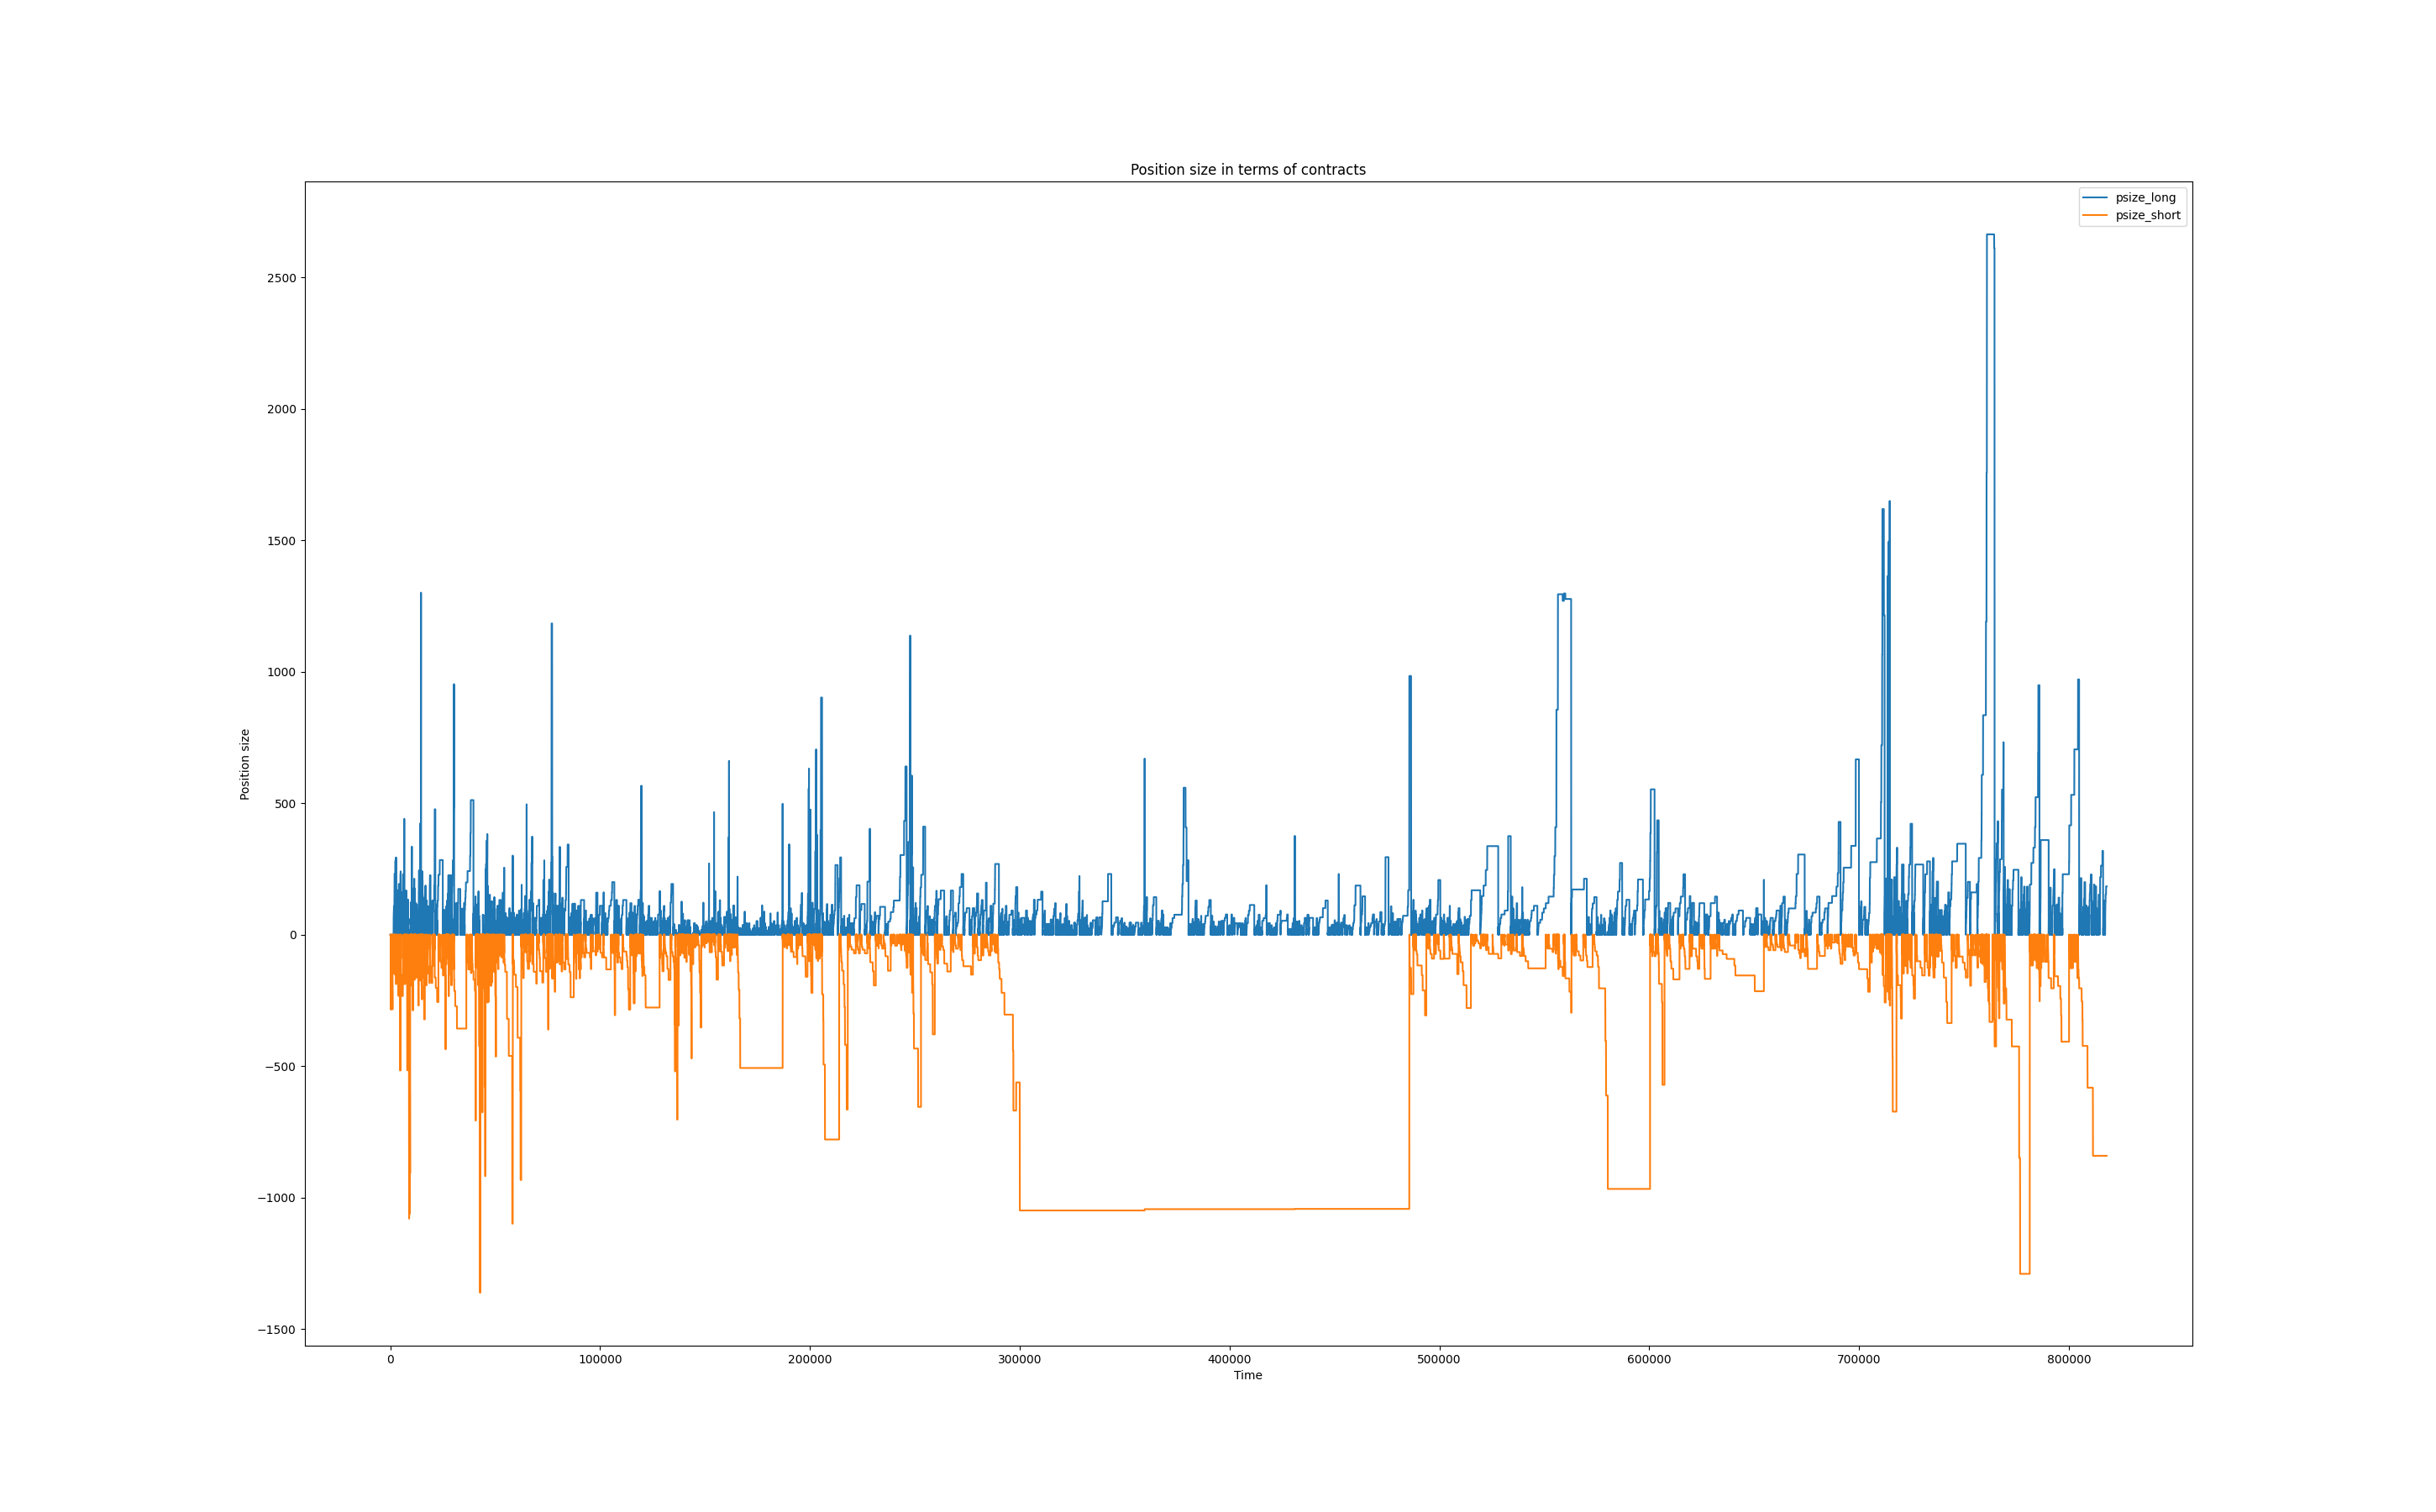 Position size in terms of contracts
psize_long
psize_short
2500
2000
1500
1000
500
0
−500
−1000
−1500
Position size
0 100000 200000 300000 400000 500000 600000 700000 800000
Time